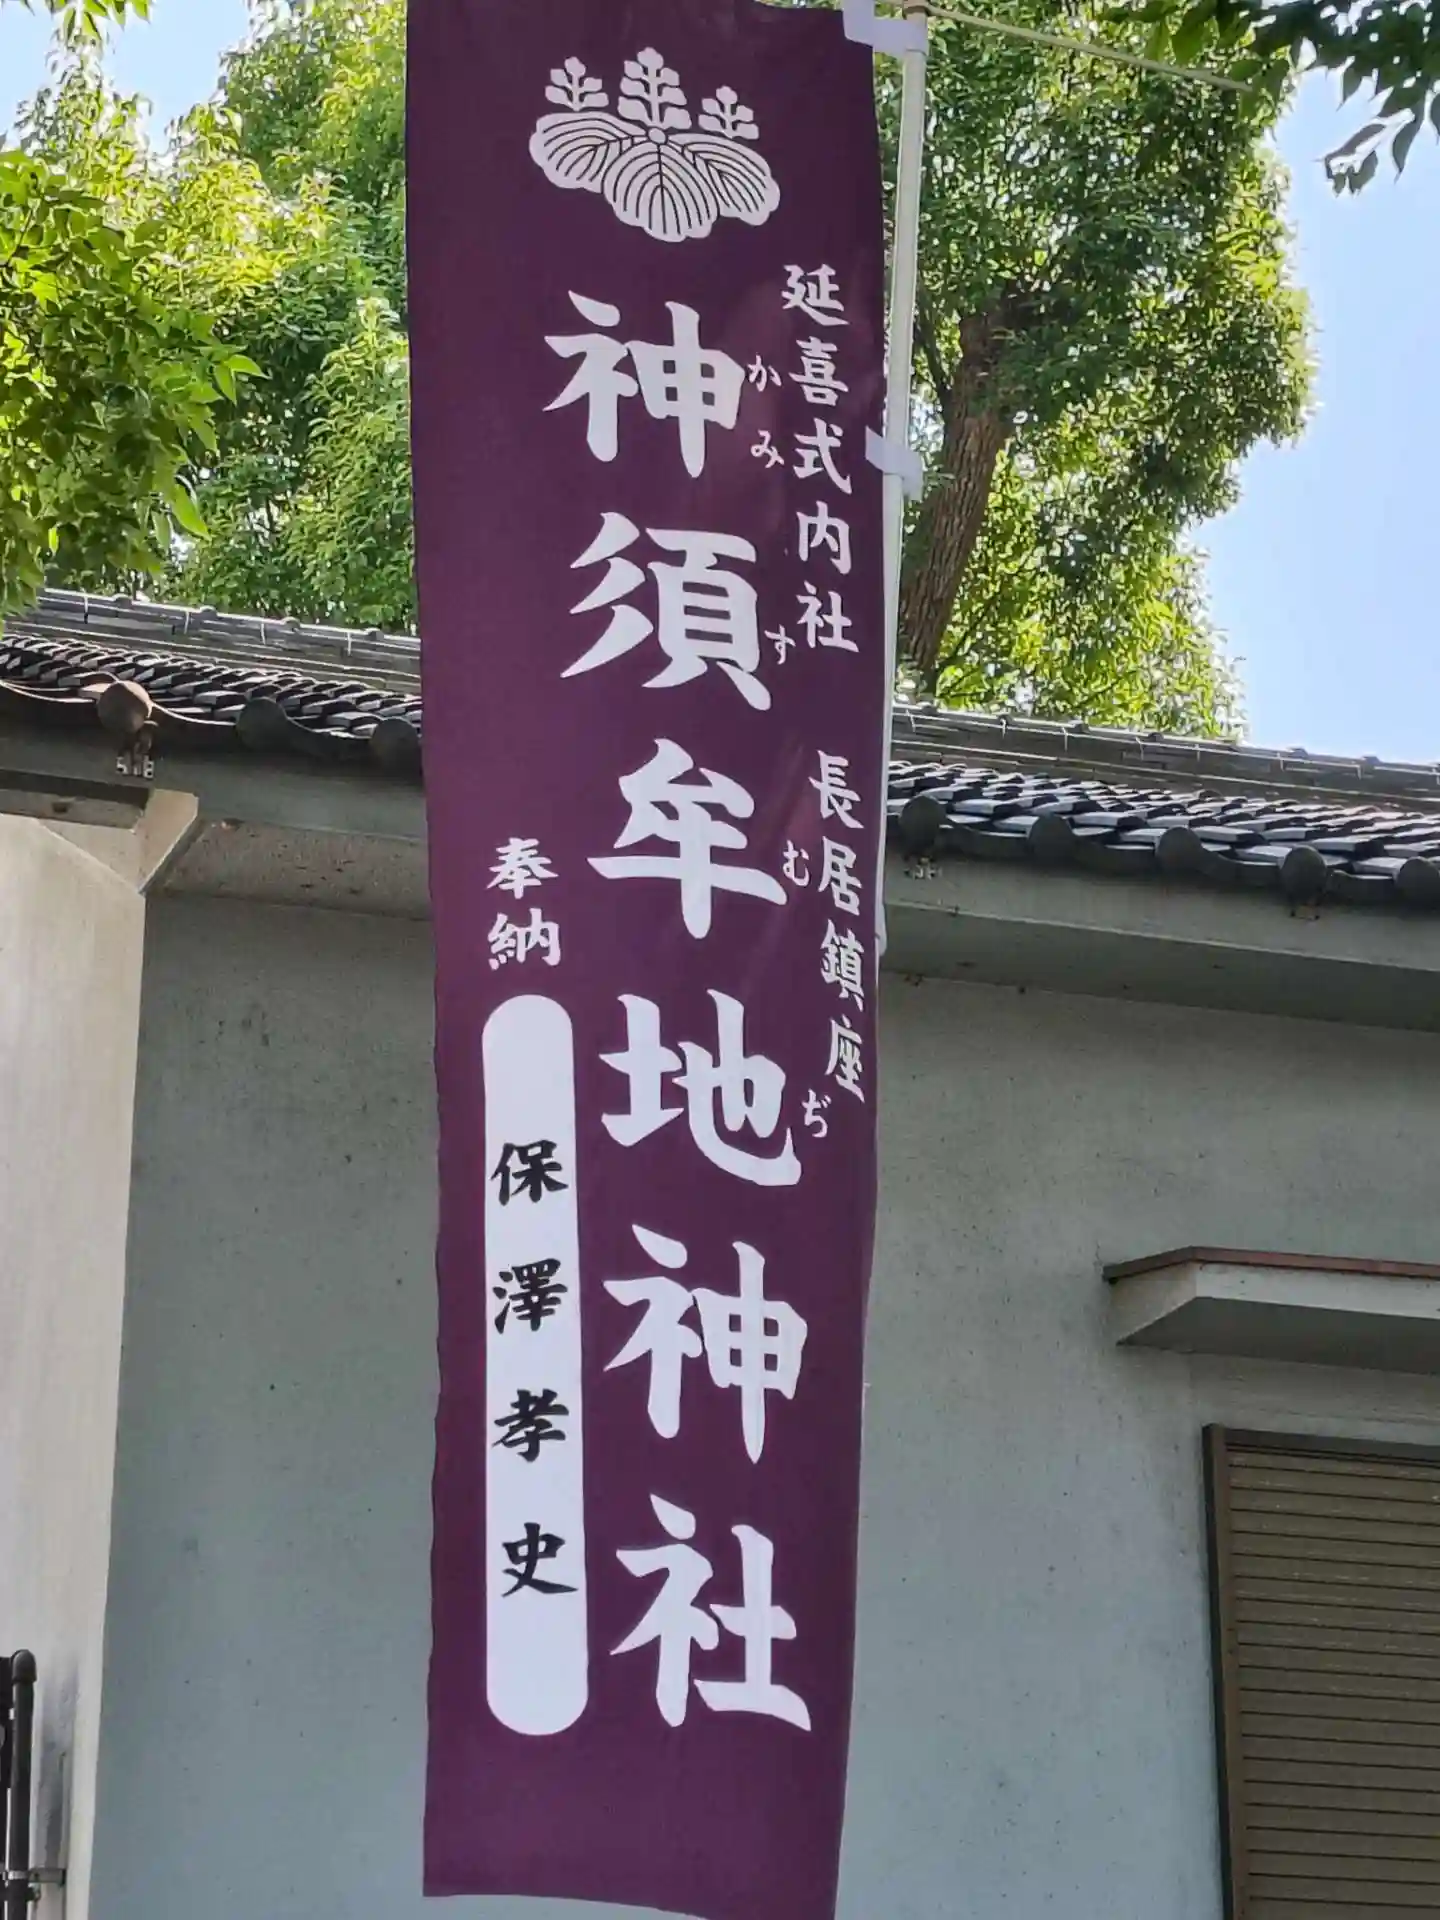 延喜式内社 長居鎮座
神須牟地神社
かみすむぢ
奉納
保澤孝史